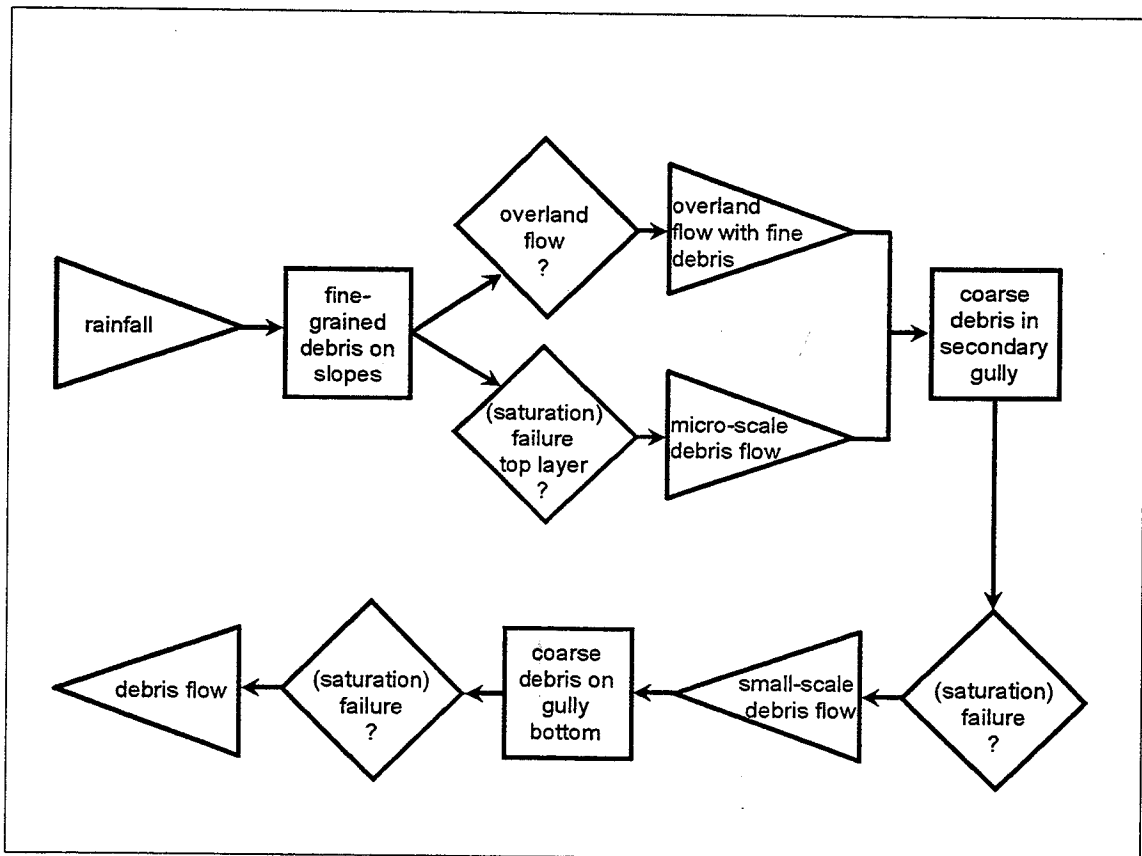 rainfall
fine-
grained
debris on
slopes
overland
flow
?
overland
flow with fine
debris
(saturation)
failure
top layer
?
micro-scale
debris flow
coarse
debris in
secondary
gully
(saturation)
failure
?
small-scale
debris flow
coarse
debris on
gully
bottom
(saturation)
failure
?
debris flow